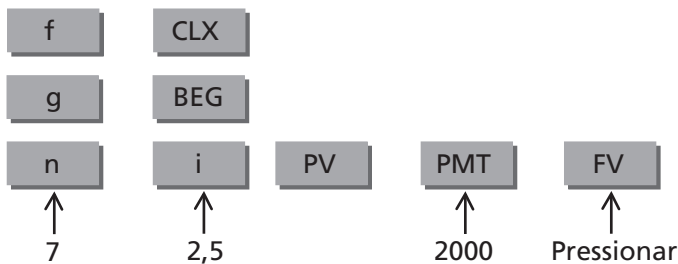 f CLX
g BEG
n i PV PMT FV
7 2,5 2000 Pressionar